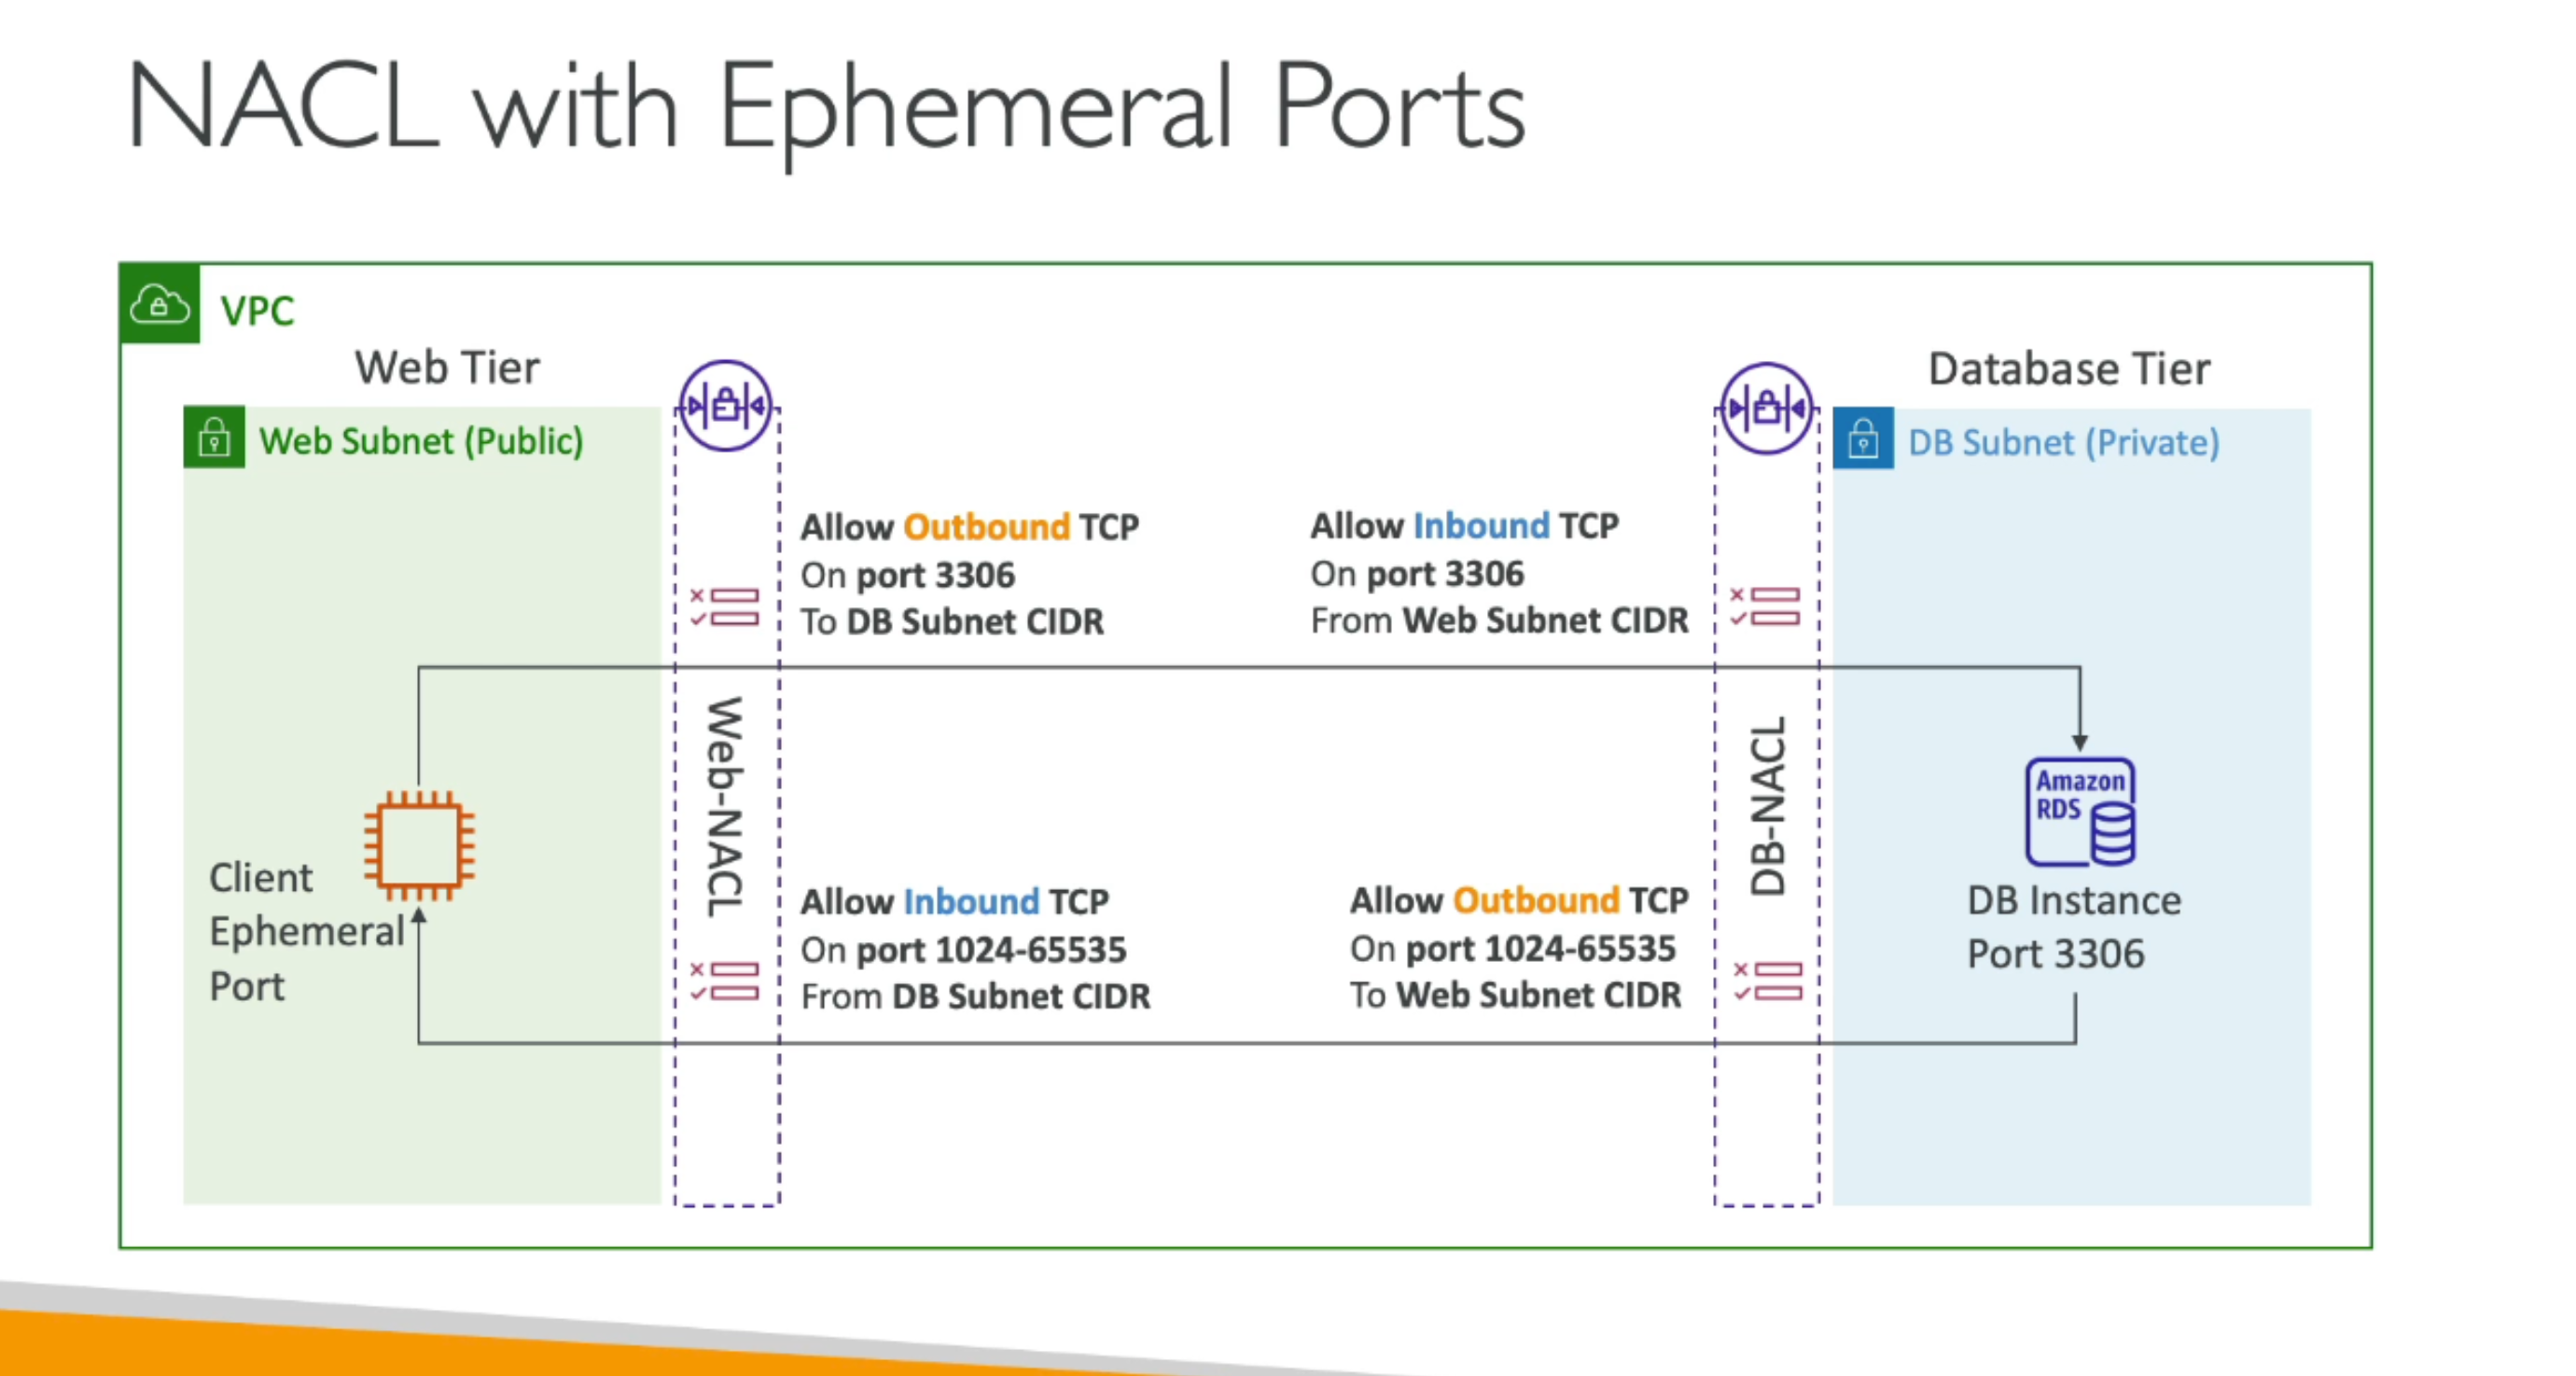 NACL with Ephemeral Ports
VPC
Web Tier
Database Tier
Web Subnet (Public)
DB Subnet (Private)
Allow Outbound TCP
On port 3306
To DB Subnet CIDR
Allow Inbound TCP
On port 3306
From Web Subnet CIDR
Web-NACL
DB-NACL
Amazon
RDS
Client
Ephemeral
Port
Allow Inbound TCP
On port 1024-65535
From DB Subnet CIDR
Allow Outbound TCP
On port 1024-65535
To Web Subnet CIDR
DB Instance
Port 3306